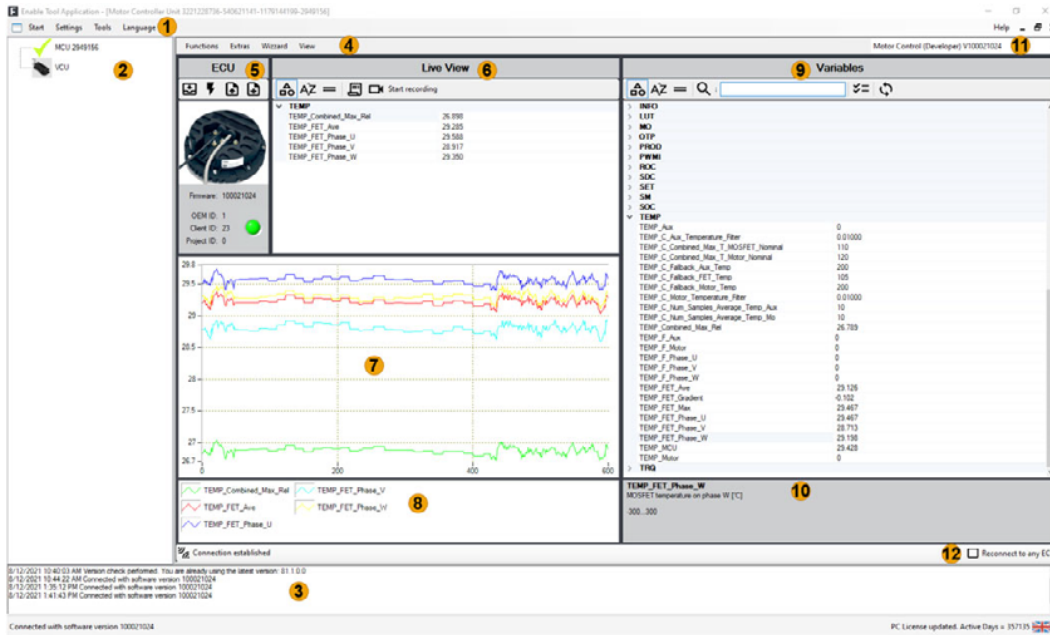 Enable Tool Application - [Motor Controller Unit 3221228736-540621141-1179144199-2949156]
Start Settings Tools Language 1 Help
MCU 2949156
VCU
2
Functions Extras Wizzard View 4 Motor Control (Developer) V100021024 11
ECU 5 Live View 6 9 Variables
Start recording
TEMP
TEMP_Combined_Max_Rel 26.898
TEMP_FET_Ave 29.285
TEMP_FET_Phase_U 29.588
TEMP_FET_Phase_V 28.917
TEMP_FET_Phase_W 29.350
Firmware: 100021024
OEM ID: 1
Client ID: 23
Project ID: 0
INFO
LUT
MO
OTP
PROD
PWMI
ROC
SDC
SET
SM
SOC
TEMP
TEMP_Aux 0
TEMP_C_Aux_Temperature_Filter 0.01000
TEMP_C_Combined_Max_T_MOSFET_Nominal 110
TEMP_C_Combined_Max_T_Motor_Nominal 120
TEMP_C_Fallback_Aux_Temp 200
TEMP_C_Fallback_FET_Temp 105
TEMP_C_Fallback_Motor_Temp 200
TEMP_C_Motor_Temperature_Filter 0.01000
TEMP_C_Num_Samples_Average_Temp_Aux 10
TEMP_C_Num_Samples_Average_Temp_Mo 10
TEMP_Combined_Max_Rel 26.789
TEMP_F_Aux 0
TEMP_F_Motor 0
TEMP_F_Phase_U 0
TEMP_F_Phase_V 0
TEMP_F_Phase_W 0
TEMP_FET_Ave 29.126
TEMP_FET_Gradient -0.102
TEMP_FET_Max 29.467
TEMP_FET_Phase_U 29.467
TEMP_FET_Phase_V 28.713
TEMP_FET_Phase_W 29.198
TEMP_MCU 29.428
TEMP_Motor 0
TRQ
29.8
29.5
29
28.5
28
27.5
27
26.7
0 200 400 600
7
TEMP_Combined_Max_Rel TEMP_FET_Phase_V
TEMP_FET_Ave TEMP_FET_Phase_W
TEMP_FET_Phase_U
8
TEMP_FET_Phase_W
MOSFET temperature on phase W [°C]
-300...300
10
Connection established 12 Reconnect to any EC
8/12/2021 10:40:03 AM Version check performed. You are already using the latest version: 81.1.0.0
8/12/2021 10:44:22 AM Connected with software version 100021024
8/12/2021 1:35:12 PM Connected with software version 100021024
8/12/2021 1:41:43 PM Connected with software version 100021024
3
Connected with software version 100021024 PC License updated. Active Days = 357135